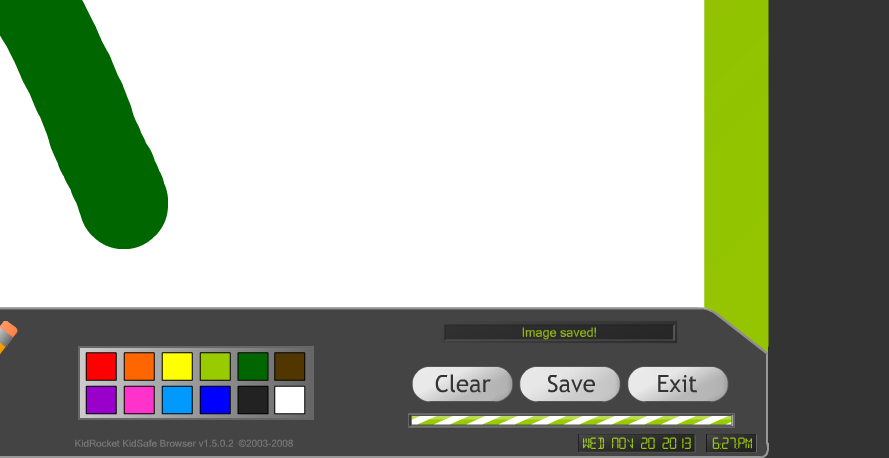 Image saved!
Clear Save Exit
KidRocket KidSafe Browser v1.5.0.2 ©2003-2008
WED NOV 20 2013 6:27PM